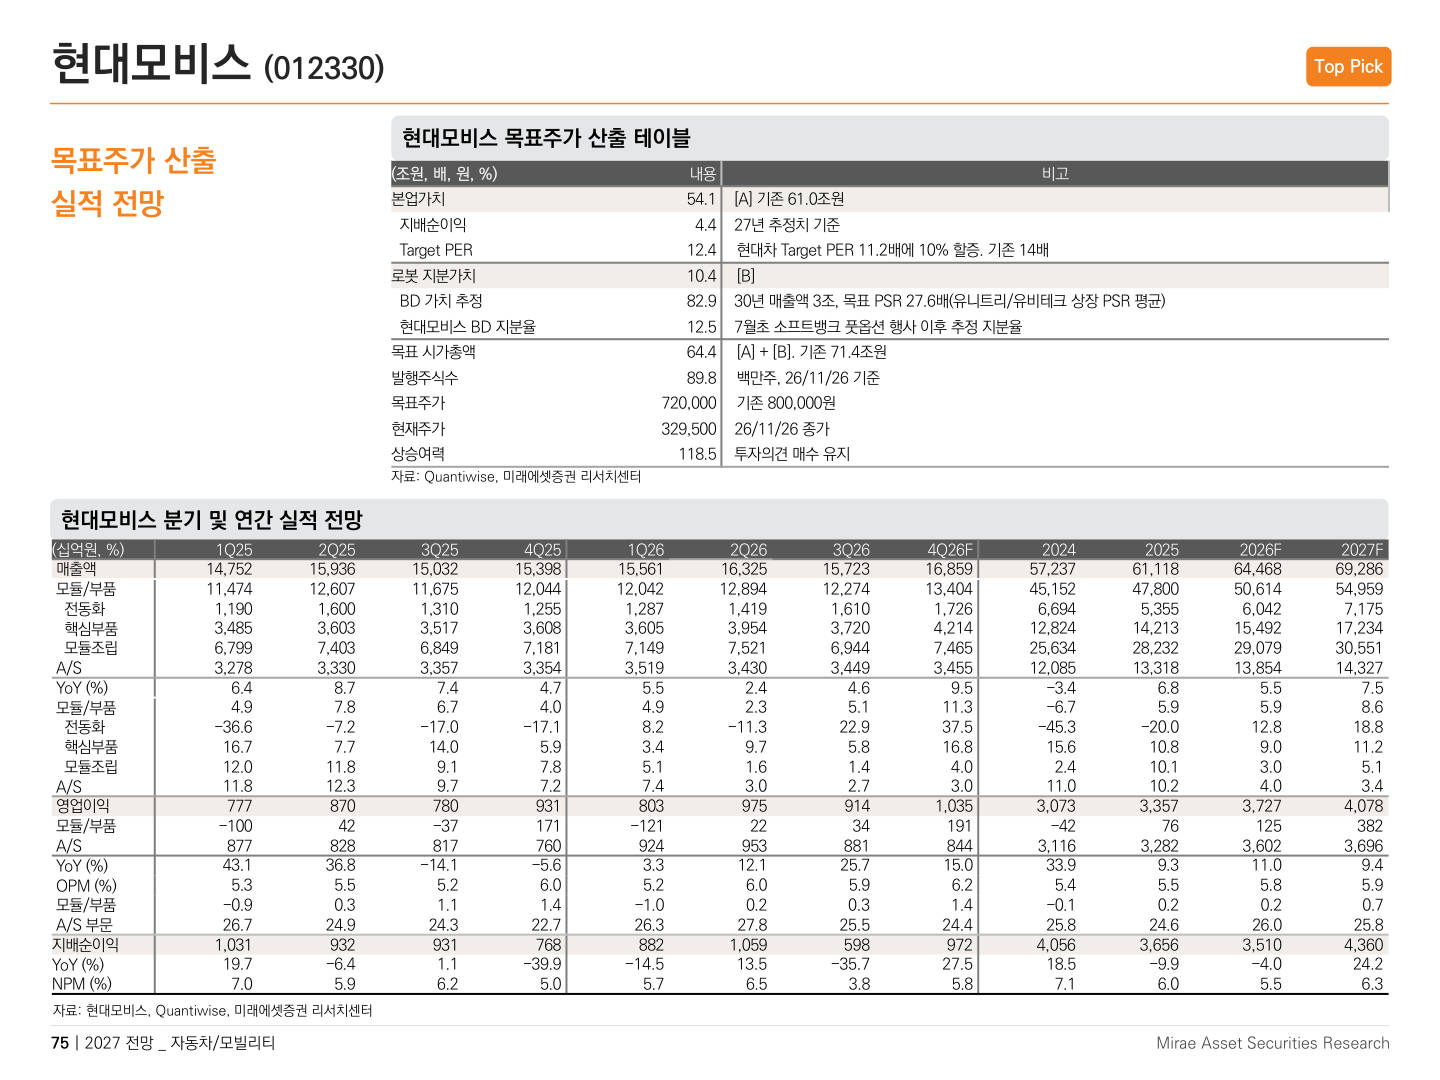 현대모비스 (012330)
Top Pick
목표주가 산출
실적 전망
현대모비스 목표주가 산출 테이블
(조원, 배, 원, %) 내용 비고
본업가치 54.1 [A] 기존 61.0조원
지배순이익 4.4 27년 추정치 기준
Target PER 12.4 현대차 Target PER 11.2배에 10% 할증. 기존 14배
로봇 지분가치 10.4 [B]
BD 가치 추정 82.9 30년 매출액 3조, 목표 PSR 27.6배(유니트리/유비테크 상장 PSR 평균)
현대모비스 BD 지분율 12.5 7월초 소프트뱅크 풋옵션 행사 이후 추정 지분율
목표 시가총액 64.4 [A] + [B]. 기존 71.4조원
발행주식수 89.8 백만주, 26/11/26 기준
목표주가 720,000 기존 800,000원
현재주가 329,500 26/11/26 종가
상승여력 118.5 투자의견 매수 유지
자료: Quantiwise, 미래에셋증권 리서치센터
현대모비스 분기 및 연간 실적 전망
(십억원, %) 1Q25 2Q25 3Q25 4Q25 1Q26 2Q26 3Q26 4Q26F 2024 2025 2026F 2027F
매출액 14,752 15,936 15,032 15,398 15,561 16,325 15,723 16,859 57,237 61,118 64,468 69,286
모듈/부품 11,474 12,607 11,675 12,044 12,042 12,894 12,274 13,404 45,152 47,800 50,614 54,959
전동화 1,190 1,600 1,310 1,255 1,287 1,419 1,610 1,726 6,694 5,355 6,042 7,175
핵심부품 3,485 3,603 3,517 3,608 3,605 3,954 3,720 4,214 12,824 14,213 15,492 17,234
모듈조립 6,799 7,403 6,849 7,181 7,149 7,521 6,944 7,465 25,634 28,232 29,079 30,551
A/S 3,278 3,330 3,357 3,354 3,519 3,430 3,449 3,455 12,085 13,318 13,854 14,327
YoY (%) 6.4 8.7 7.4 4.7 5.5 2.4 4.6 9.5 -3.4 6.8 5.5 7.5
모듈/부품 4.9 7.8 6.7 4.0 4.9 2.3 5.1 11.3 -6.7 5.9 5.9 8.6
전동화 -36.6 -7.2 -17.0 -17.1 8.2 -11.3 22.9 37.5 -45.3 -20.0 12.8 18.8
핵심부품 16.7 7.7 14.0 5.9 3.4 9.7 5.8 16.8 15.6 10.8 9.0 11.2
모듈조립 12.0 11.8 9.1 7.8 5.1 1.6 1.4 4.0 2.4 10.1 3.0 5.1
A/S 11.8 12.3 9.7 7.2 7.4 3.0 2.7 3.0 11.0 10.2 4.0 3.4
영업이익 777 870 780 931 803 975 914 1,035 3,073 3,357 3,727 4,078
모듈/부품 -100 42 -37 171 -121 22 34 191 -42 76 125 382
A/S 877 828 817 760 924 953 881 844 3,116 3,282 3,602 3,696
YoY (%) 43.1 36.8 -14.1 -5.6 3.3 12.1 25.7 15.0 33.9 9.3 11.0 9.4
OPM (%) 5.3 5.5 5.2 6.0 5.2 6.0 5.9 6.2 5.4 5.5 5.8 5.9
모듈/부품 -0.9 0.3 1.1 1.4 -1.0 0.2 0.3 1.4 -0.1 0.2 0.2 0.7
A/S 부문 26.7 24.9 24.3 22.7 26.3 27.8 25.5 24.4 25.8 24.6 26.0 25.8
지배순이익 1,031 932 931 768 882 1,059 598 972 4,056 3,656 3,510 4,360
YoY (%) 19.7 -6.4 1.1 -39.9 -14.5 13.5 -35.7 27.5 18.5 -9.9 -4.0 24.2
NPM (%) 7.0 5.9 6.2 5.0 5.7 6.5 3.8 5.8 7.1 6.0 5.5 6.3
자료: 현대모비스, Quantiwise, 미래에셋증권 리서치센터
75 | 2027 전망 _ 자동차/모빌리티
Mirae Asset Securities Research